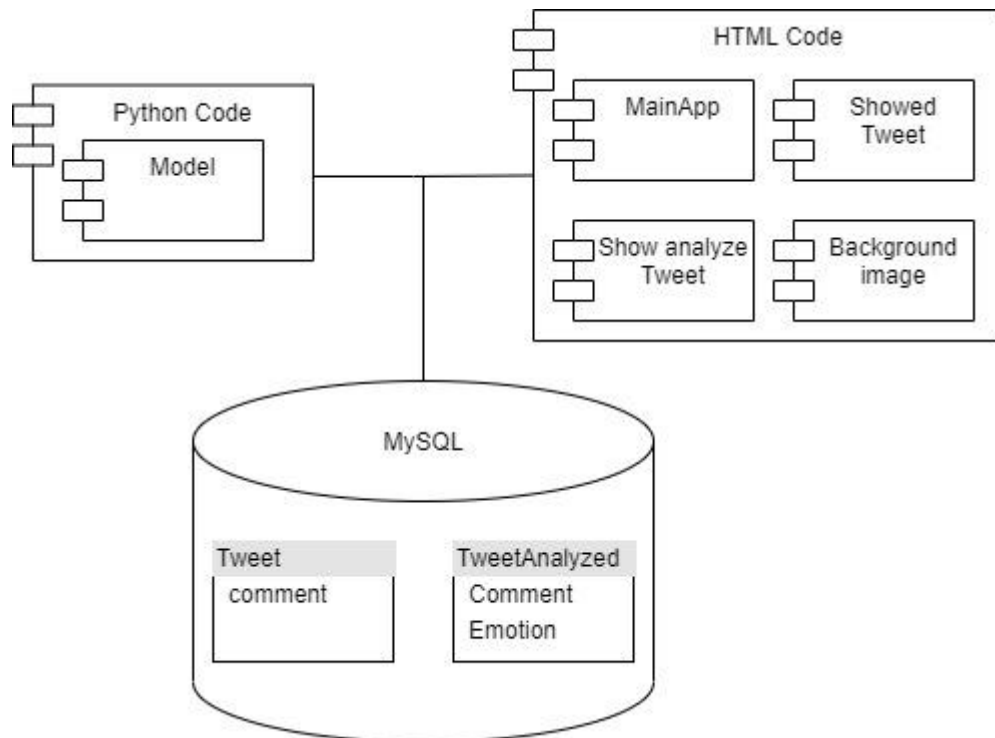 HTML Code
MainApp
Showed
Tweet
Show analyze
Tweet
Background
image
Python Code
Model
MySQL
Tweet
comment
TweetAnalyzed
Comment
Emotion